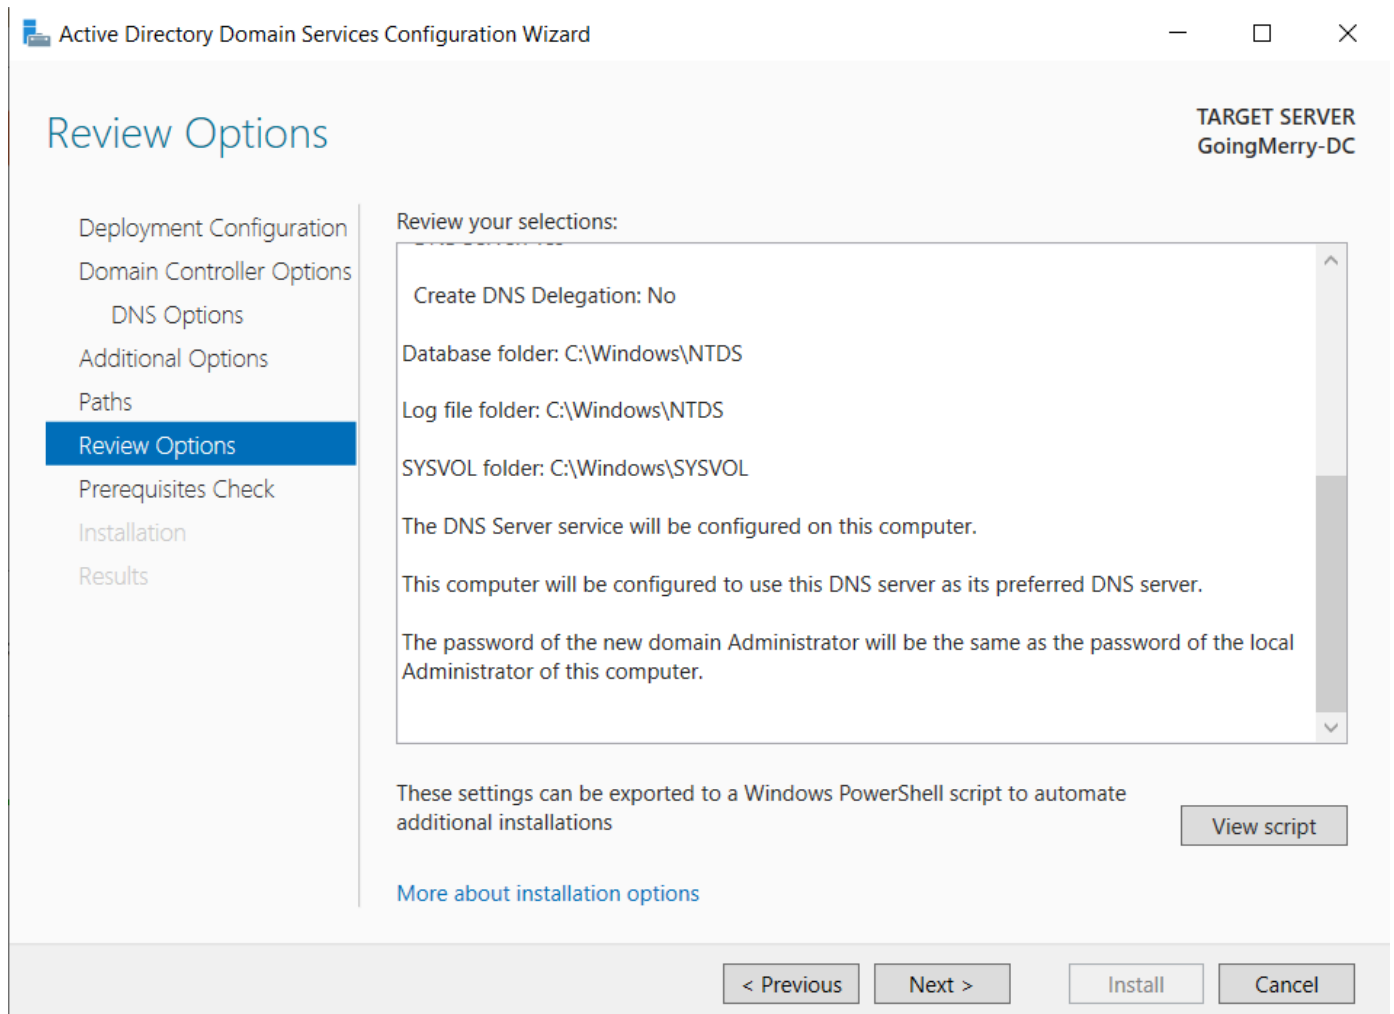 Active Directory Domain Services Configuration Wizard
Review Options
TARGET SERVER
GoingMerry-DC
Deployment Configuration
Domain Controller Options
DNS Options
Additional Options
Paths
Review Options
Prerequisites Check
Installation
Results
Review your selections:
Create DNS Delegation: No
Database folder: C:\Windows\NTDS
Log file folder: C:\Windows\NTDS
SYSVOL folder: C:\Windows\SYSVOL
The DNS Server service will be configured on this computer.
This computer will be configured to use this DNS server as its preferred DNS server.
The password of the new domain Administrator will be the same as the password of the local
Administrator of this computer.
These settings can be exported to a Windows PowerShell script to automate
additional installations
View script
More about installation options
< Previous
Next >
Install
Cancel